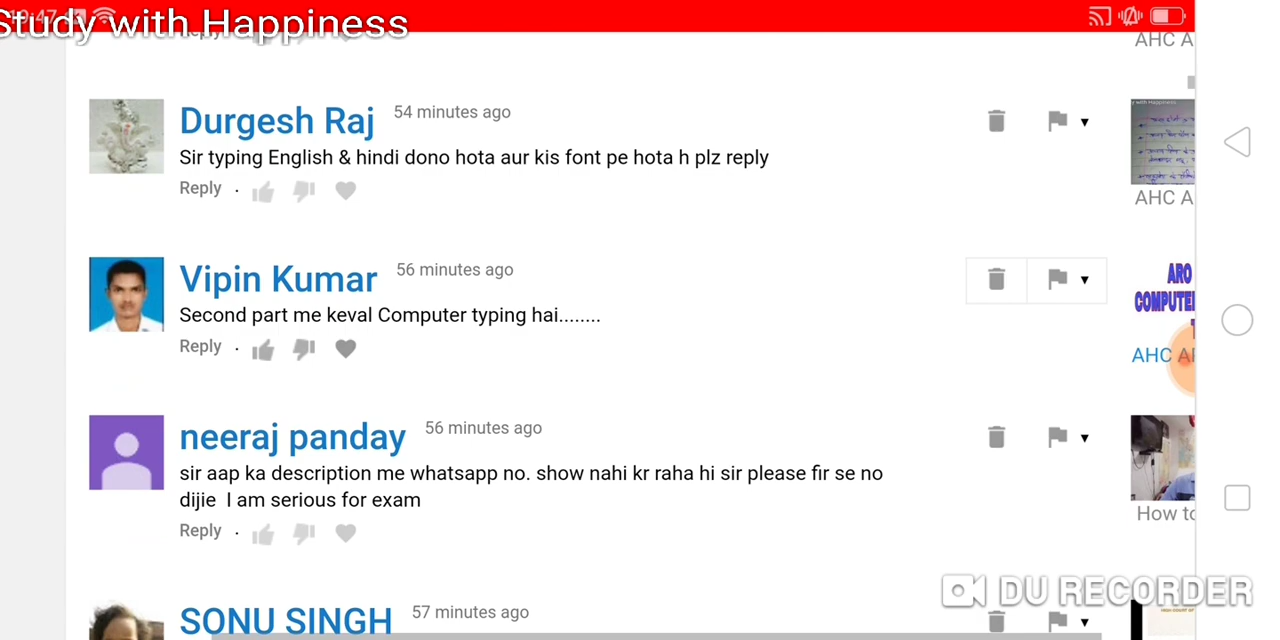 Study with Happiness
Reply
AHC A
Durgesh Raj 54 minutes ago
Sir typing English & hindi dono hota aur kis font pe hota h plz reply
Reply
AHC A
Vipin Kumar 56 minutes ago
Second part me keval Computer typing hai........
Reply
ARO
COMPUTE
AHC A
neeraj panday 56 minutes ago
sir aap ka description me whatsapp no. show nahi kr raha hi sir please fir se no
dijie I am serious for exam
Reply
How to
DU RECORDER
SONU SINGH 57 minutes ago